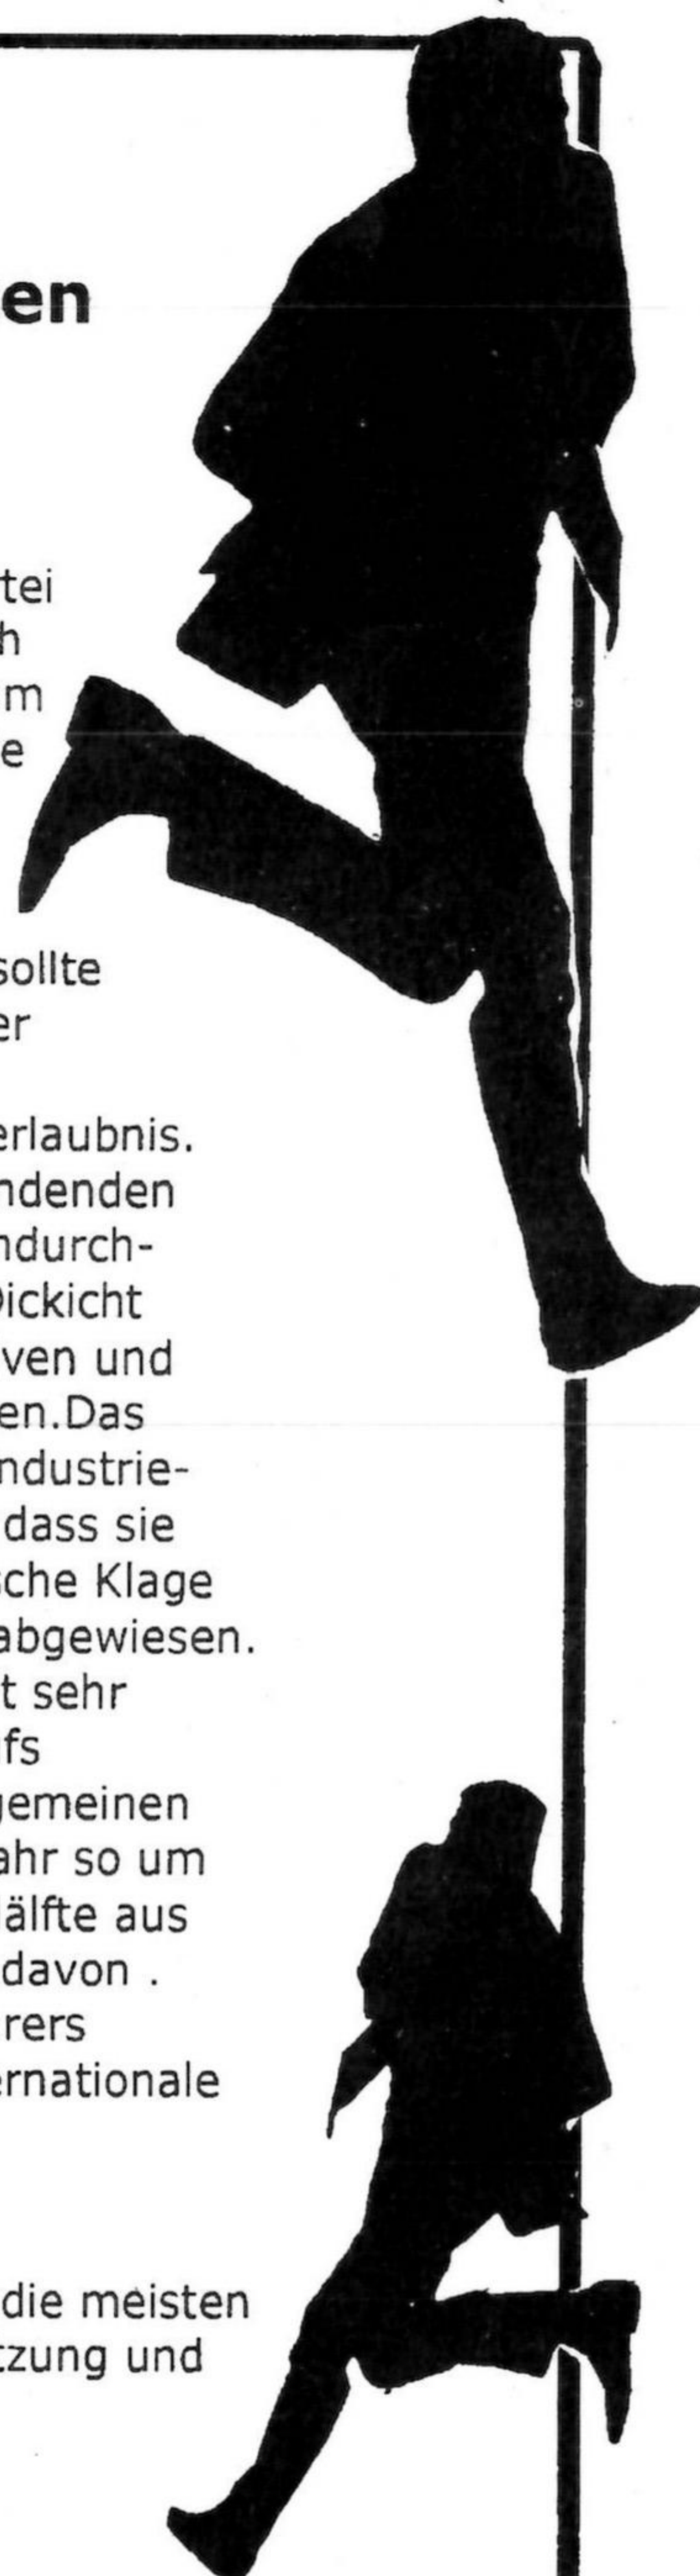 en
tei
h
m
e
sollte
er
erlaubnis.
ndenden
ndurch-
Dickicht
ven und
en.Das
ndustrie-
dass sie
sche Klage
abgewiesen.
t sehr
fs
gemeinen
ahr so um
älfte aus
davon .
rers
ernationale
die meisten
tzung und